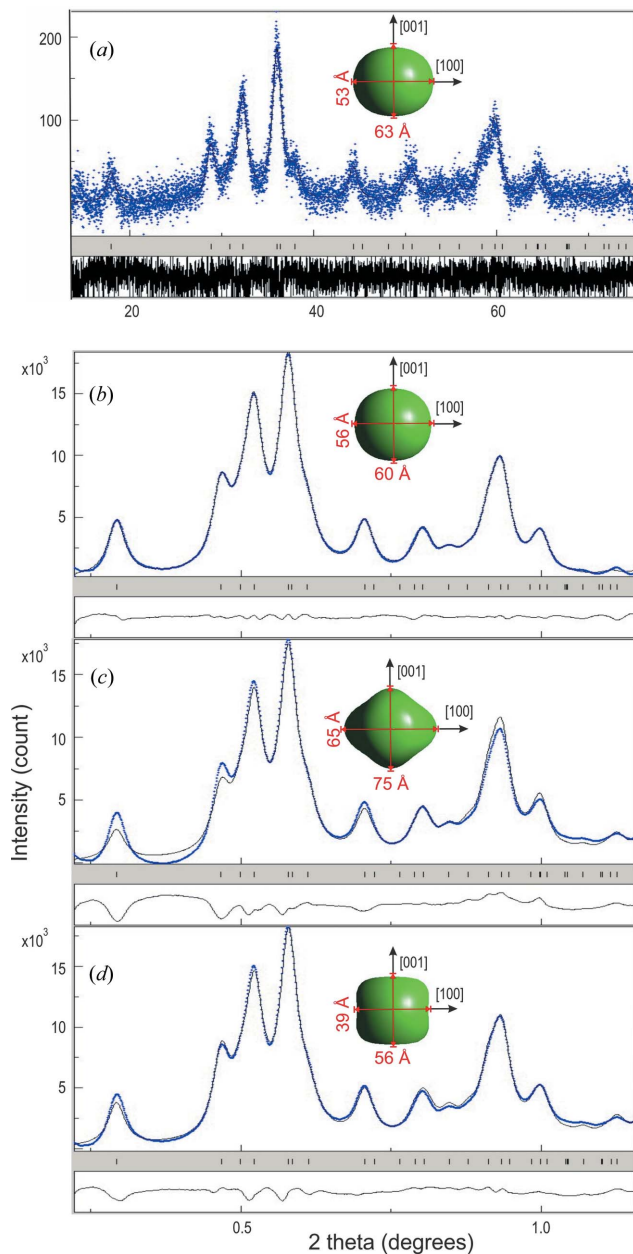 200
(a)
[001]
[100]
53 Å
63 Å
100
20
40
60
x10³
15
(b)
[001]
[100]
56 Å
60 Å
10
5
x10³
15
(c)
[001]
[100]
65 Å
75 Å
10
5
Intensity (count)
x10³
15
(d)
[001]
[100]
39 Å
56 Å
10
5
0.5
1.0
2 theta (degrees)